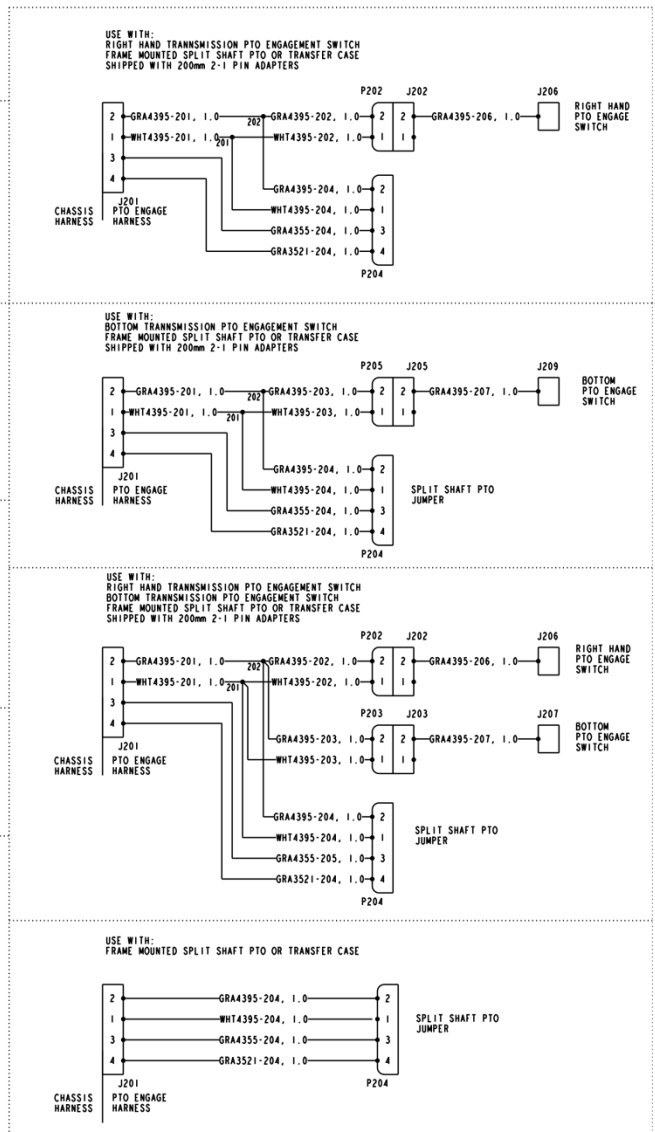 USE WITH:
RIGHT HAND TRANNSMISSION PTO ENGAGEMENT SWITCH
FRAME MOUNTED SPLIT SHAFT PTO OR TRANSFER CASE
SHIPPED WITH 200mm 2-1 PIN ADAPTERS
P202 J202 J206
2 GRA4395-201, 1.0 202 GRA4395-202, 1.0 2 2 GRA4395-206, 1.0
RIGHT HAND
PTO ENGAGE
SWITCH
1 WHT4395-201, 1.0 201 WHT4395-202, 1.0 1 1
3
4
GRA4395-204, 1.0 2
WHT4395-204, 1.0 1
GRA4355-204, 1.0 3
GRA3521-204, 1.0 4
J201
CHASSIS PTO ENGAGE
HARNESS HARNESS
P204
USE WITH:
BOTTOM TRANNSMISSION PTO ENGAGEMENT SWITCH
FRAME MOUNTED SPLIT SHAFT PTO OR TRANSFER CASE
SHIPPED WITH 200mm 2-1 PIN ADAPTERS
P205 J205 J209
2 GRA4395-201, 1.0 202 GRA4395-203, 1.0 2 2 GRA4395-207, 1.0
BOTTOM
PTO ENGAGE
SWITCH
1 WHT4395-201, 1.0 201 WHT4395-203, 1.0 1 1
3
4
GRA4395-204, 1.0 2
WHT4395-204, 1.0 1
GRA4355-204, 1.0 3
GRA3521-204, 1.0 4
SPLIT SHAFT PTO
JUMPER
J201
CHASSIS PTO ENGAGE
HARNESS HARNESS
P204
USE WITH:
RIGHT HAND TRANNSMISSION PTO ENGAGEMENT SWITCH
BOTTOM TRANNSMISSION PTO ENGAGEMENT SWITCH
FRAME MOUNTED SPLIT SHAFT PTO OR TRANSFER CASE
SHIPPED WITH 200mm 2-1 PIN ADAPTERS
P202 J202 J206
2 GRA4395-201, 1.0 202 GRA4395-202, 1.0 2 2 GRA4395-206, 1.0
RIGHT HAND
PTO ENGAGE
SWITCH
1 WHT4395-201, 1.0 201 WHT4395-202, 1.0 1 1
3
4
P203 J203 J207
GRA4395-203, 1.0 2 2 GRA4395-207, 1.0
BOTTOM
PTO ENGAGE
SWITCH
WHT4395-203, 1.0 1 1
J201
CHASSIS PTO ENGAGE
HARNESS HARNESS
GRA4395-204, 1.0 2
WHT4395-204, 1.0 1
GRA4355-205, 1.0 3
GRA3521-204, 1.0 4
SPLIT SHAFT PTO
JUMPER
P204
USE WITH:
FRAME MOUNTED SPLIT SHAFT PTO OR TRANSFER CASE
2 GRA4395-204, 1.0 2
1 WHT4395-204, 1.0 1
3 GRA4355-204, 1.0 3
4 GRA3521-204, 1.0 4
SPLIT SHAFT PTO
JUMPER
J201 P204
CHASSIS PTO ENGAGE
HARNESS HARNESS